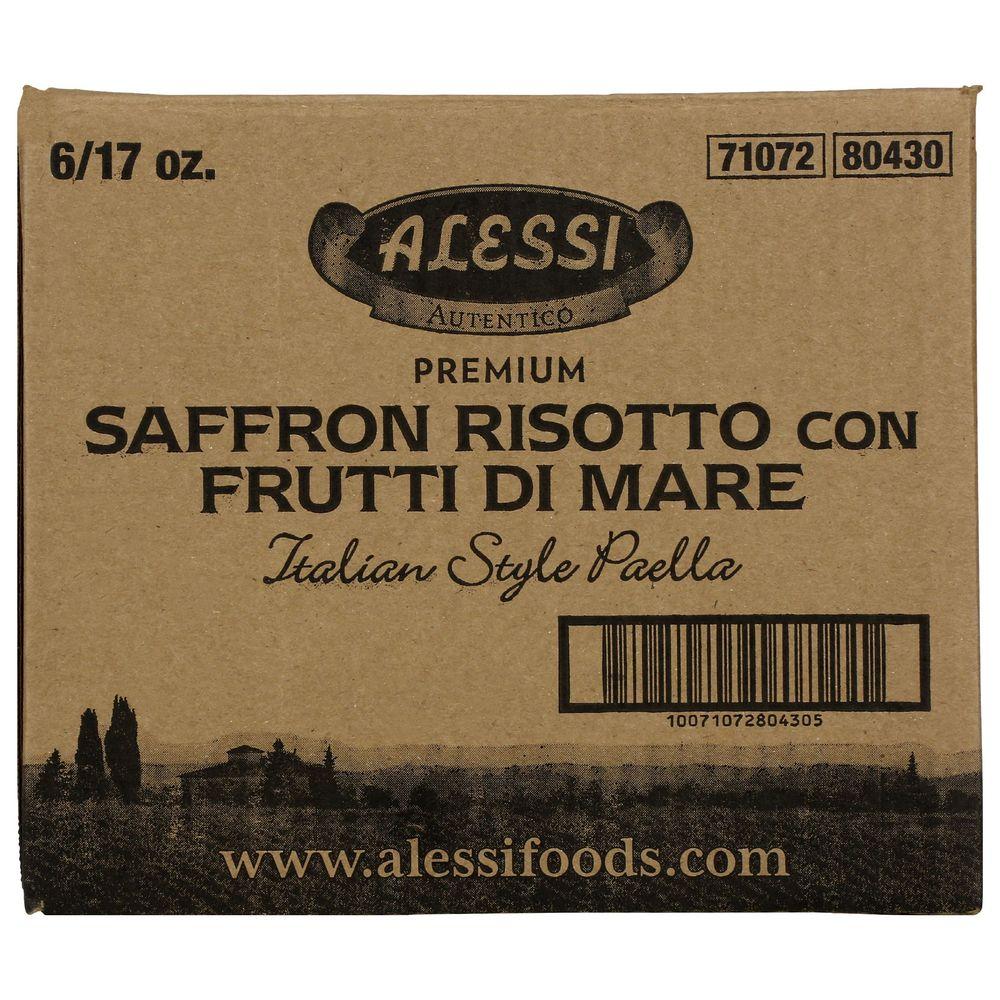 6/17 oz.
71072 80430
ALESSI
AUTENTICO
PREMIUM
SAFFRON RISOTTO CON
FRUTTI DI MARE
Italian Style Paella
10071072804305
www.alessifoods.com